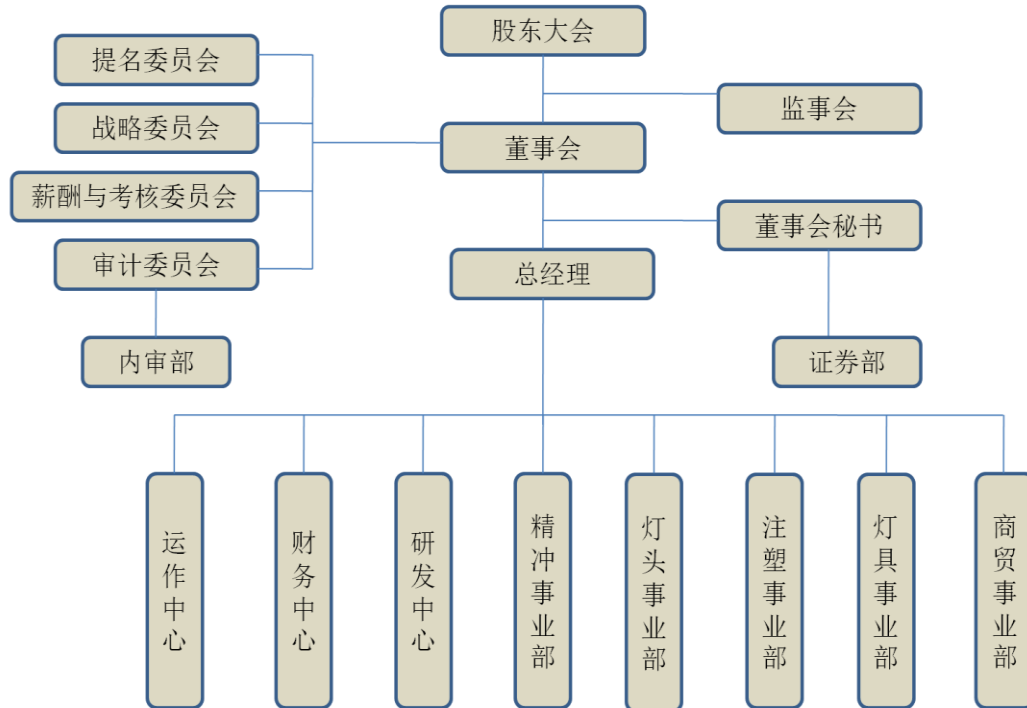 股东大会
提名委员会
监事会
战略委员会
董事会
薪酬与考核委员会
董事会秘书
审计委员会
总经理
内审部
证券部
运作中心
财务中心
研发中心
精冲事业部
灯头事业部
注塑事业部
灯具事业部
商贸事业部